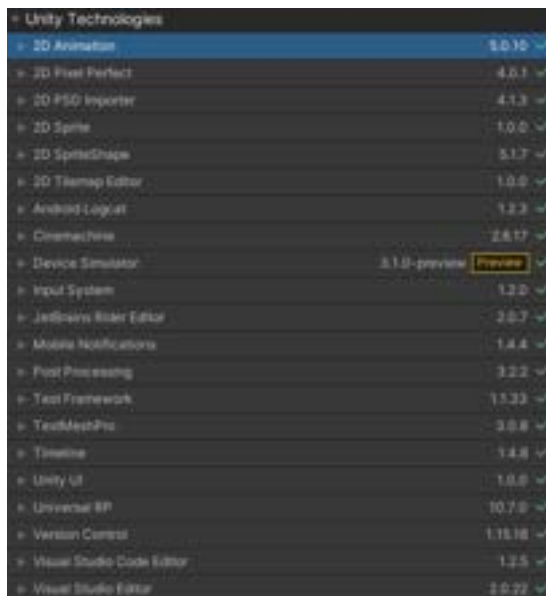 Unity Technologies
2D Animation 5.0.10
2D Pixel Perfect 4.0.1
2D PSD Importer 4.1.3
2D Sprite 1.0.0
2D SpriteShape 5.1.7
2D Tilemap Editor 1.0.0
Android Logcat 1.2.3
Cinemachine 2.8.17
Device Simulator 3.1.0-preview Preview
Input System 1.2.0
JetBrains Rider Editor 2.0.7
Mobile Notifications 1.4.4
Post Processing 3.2.2
Test Framework 1.1.33
TextMeshPro 3.0.8
Timeline 1.4.8
Unity UI 1.0.0
Universal RP 10.7.0
Version Control 1.15.18
Visual Studio Code Editor 1.2.5
Visual Studio Editor 2.0.22